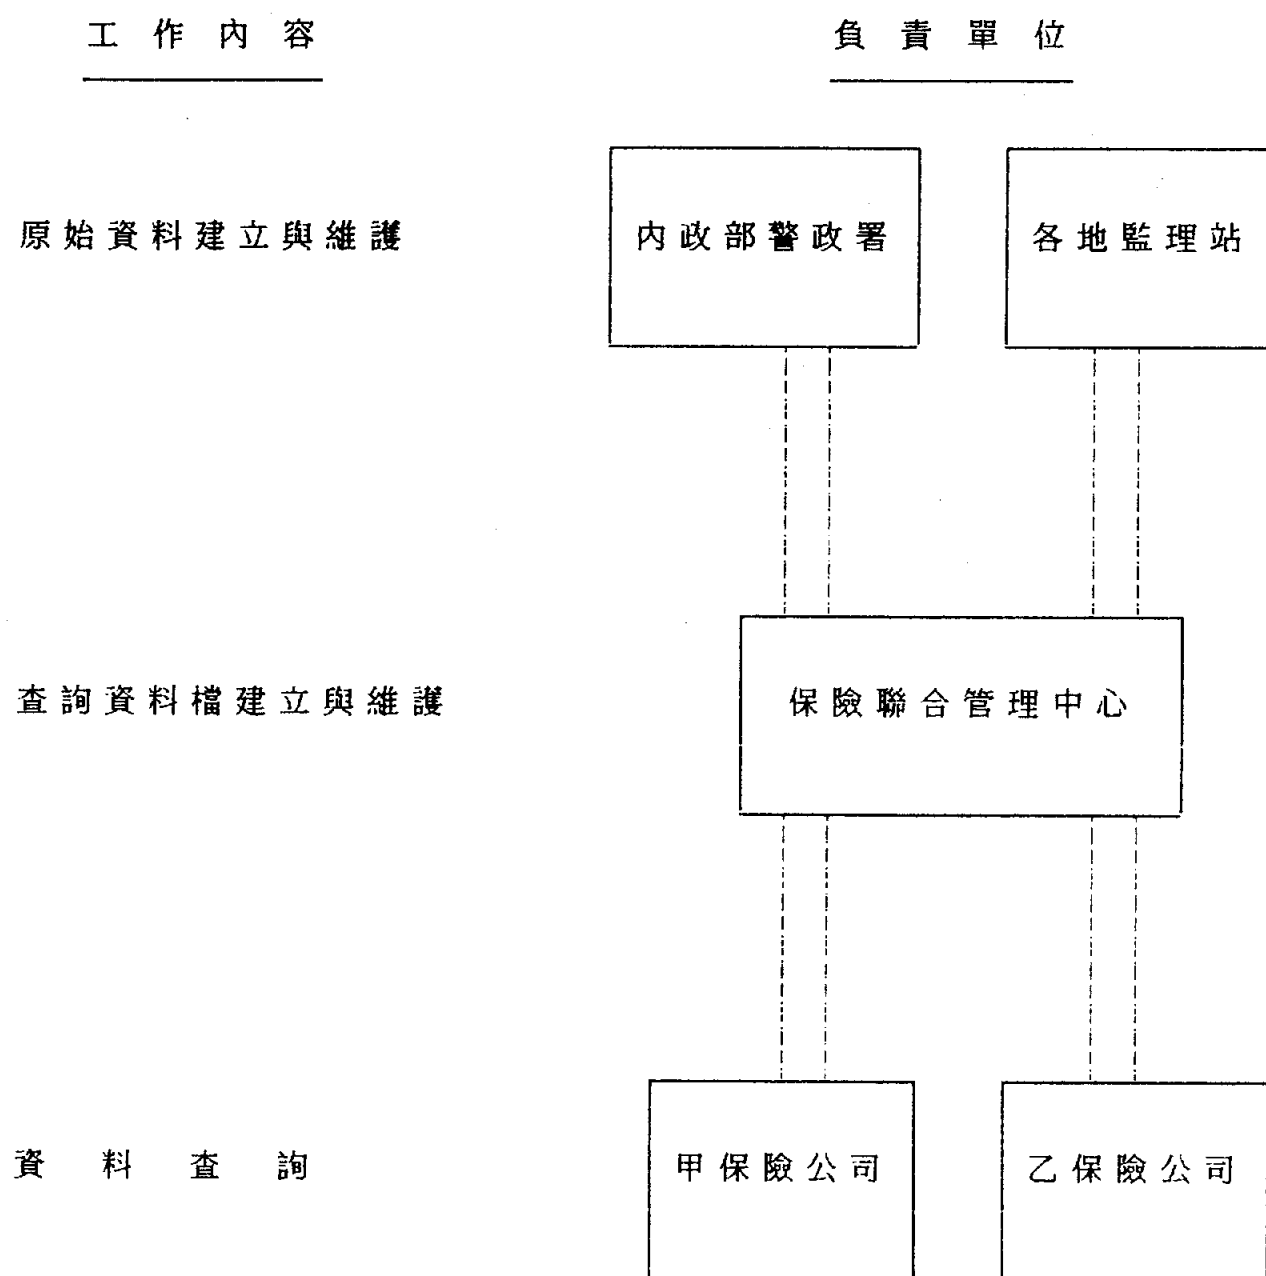 工作內容 負責單位
原始資料建立與維護 內政部警政署 各地監理站
查詢資料檔建立與維護 保險聯合管理中心
資料查詢 甲保險公司 乙保險公司